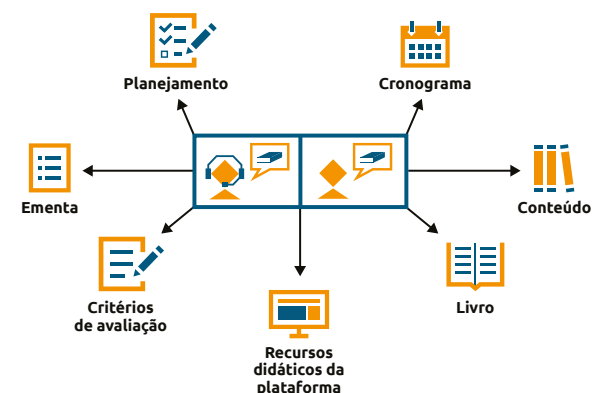 Planejamento
Cronograma
Ementa
Conteúdo
Critérios
de avaliação
Livro
Recursos
didáticos da
plataforma